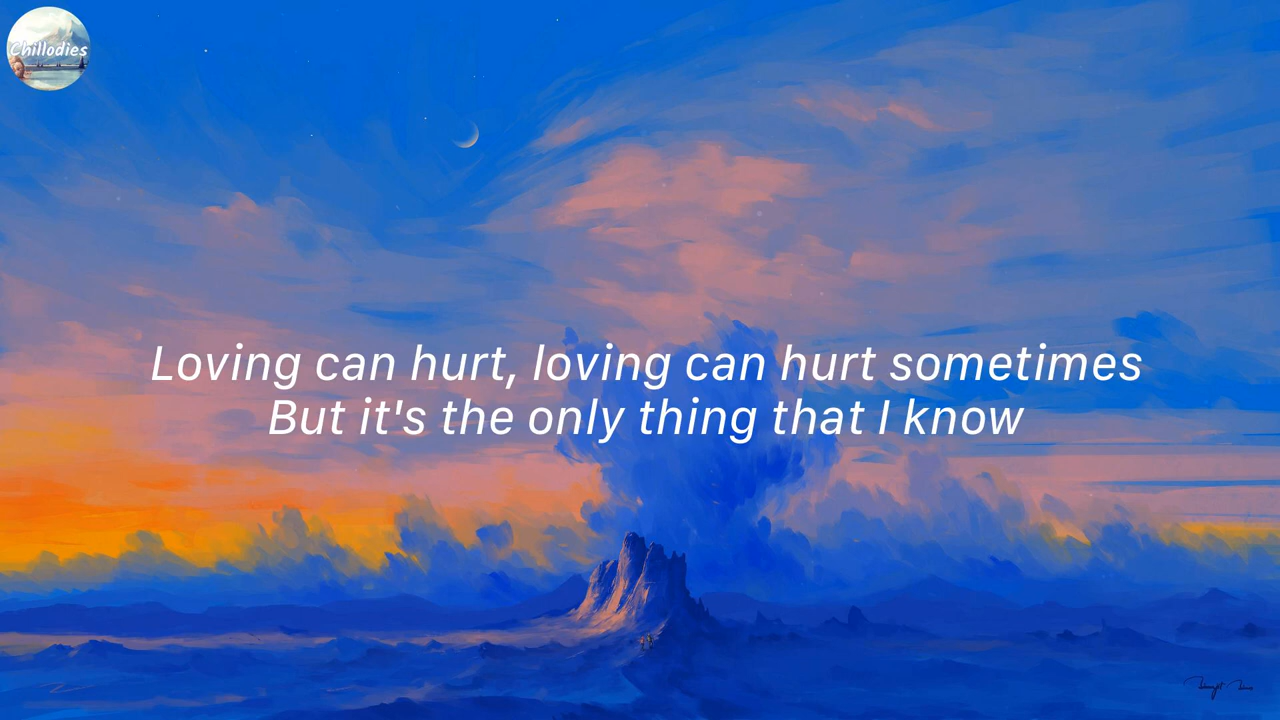 Chillodies
Loving can hurt, loving can hurt sometimes
But it's the only thing that I know